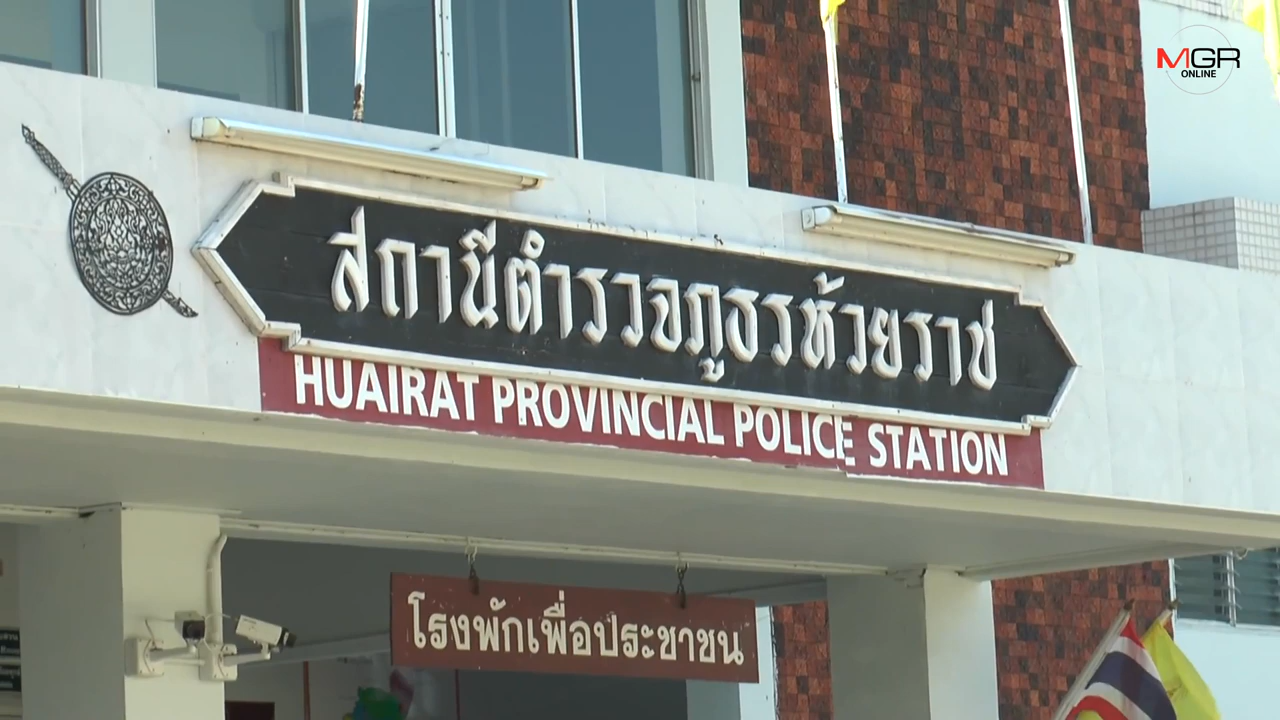 MGR
ONLINE
สถานีตำรวจภูธรห้วยราช
HUAIRAT PROVINCIAL POLICE STATION
โรงพักเพื่อประชาชน